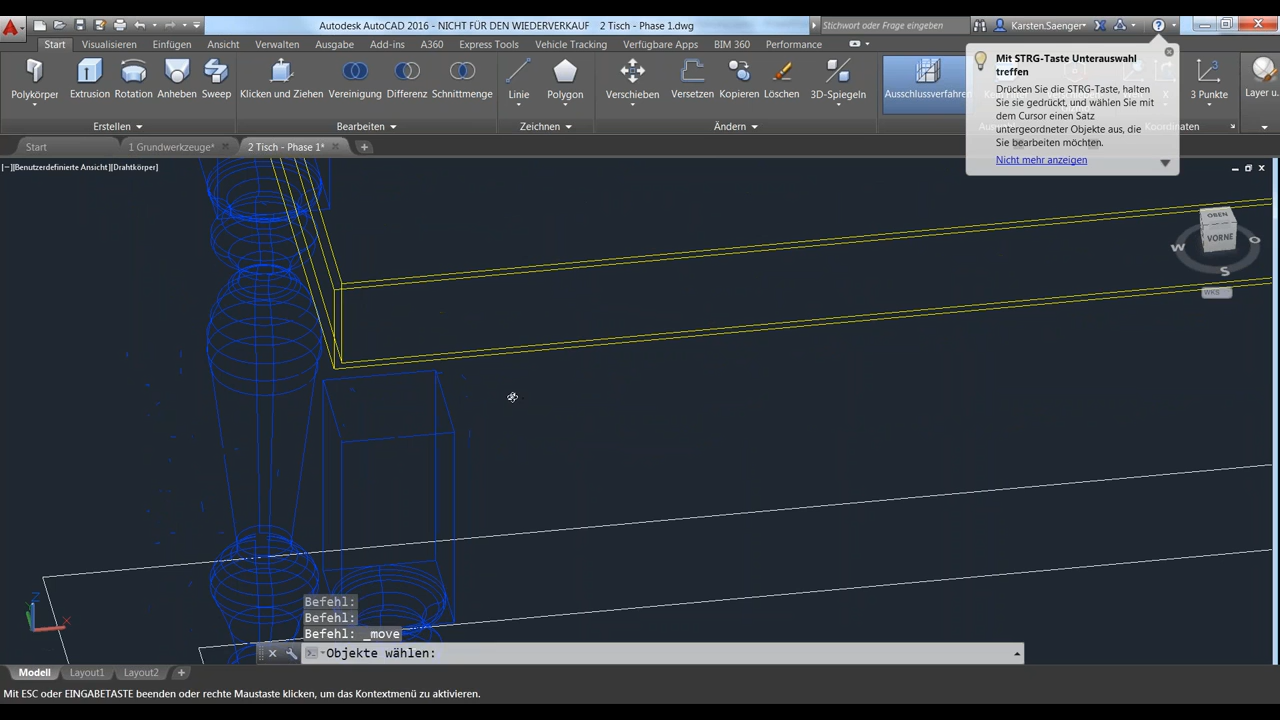 Autodesk AutoCAD 2016 - NICHT FÜR DEN WIEDERVERKAUF 2 Tisch - Phase 1.dwg
Stichwort oder Frage eingeben
Karsten.Saenger
Start Visualisieren Einfügen Ansicht Verwalten Ausgabe Add-ins A360 Express Tools Vehicle Tracking Verfügbare Apps BIM 360 Performance
Polykörper Extrusion Rotation Anheben Sweep Klicken und Ziehen Vereinigung Differenz Schnittmenge Linie Polygon Verschieben Versetzen Kopieren Löschen 3D-Spiegeln Ausschlussverfahren 3 Punkte Layer u.
Erstellen Bearbeiten Zeichnen Ändern Koordinaten
Mit STRG-Taste Unterauswahl
treffen
Drücken Sie die STRG-Taste, halten
Sie sie gedrückt, und wählen Sie mit
dem Cursor einen Satz
untergeordneter Objekte aus, die
Sie bearbeiten möchten.
Nicht mehr anzeigen
Start 1 Grundwerkzeuge* 2 Tisch - Phase 1*
[−]|Benutzerdefinierte Ansicht|[Drahtkörper]
OBEN
VORNE
W
O
S
WKS
Z
X
Befehl:
Befehl:
Befehl: _move
Objekte wählen:
Modell Layout1 Layout2
Mit ESC oder EINGABETASTE beenden oder rechte Maustaste klicken, um das Kontextmenü zu aktivieren.